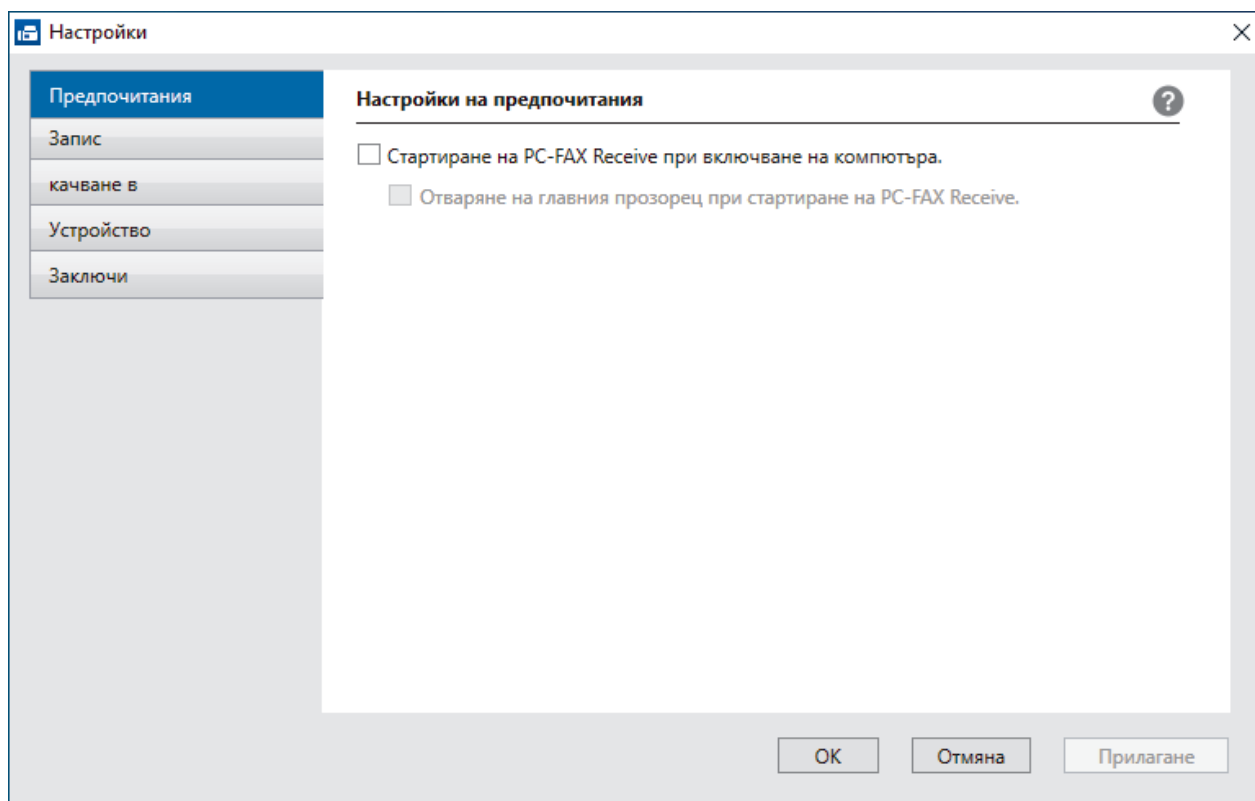 Настройки
Предпочитания
Запис
качване в
Устройство
Заключи
Настройки на предпочитания
?
Стартиране на PC-FAX Receive при включване на компютъра.
Отваряне на главния прозорец при стартиране на PC-FAX Receive.
OK
Отмяна
Прилагане